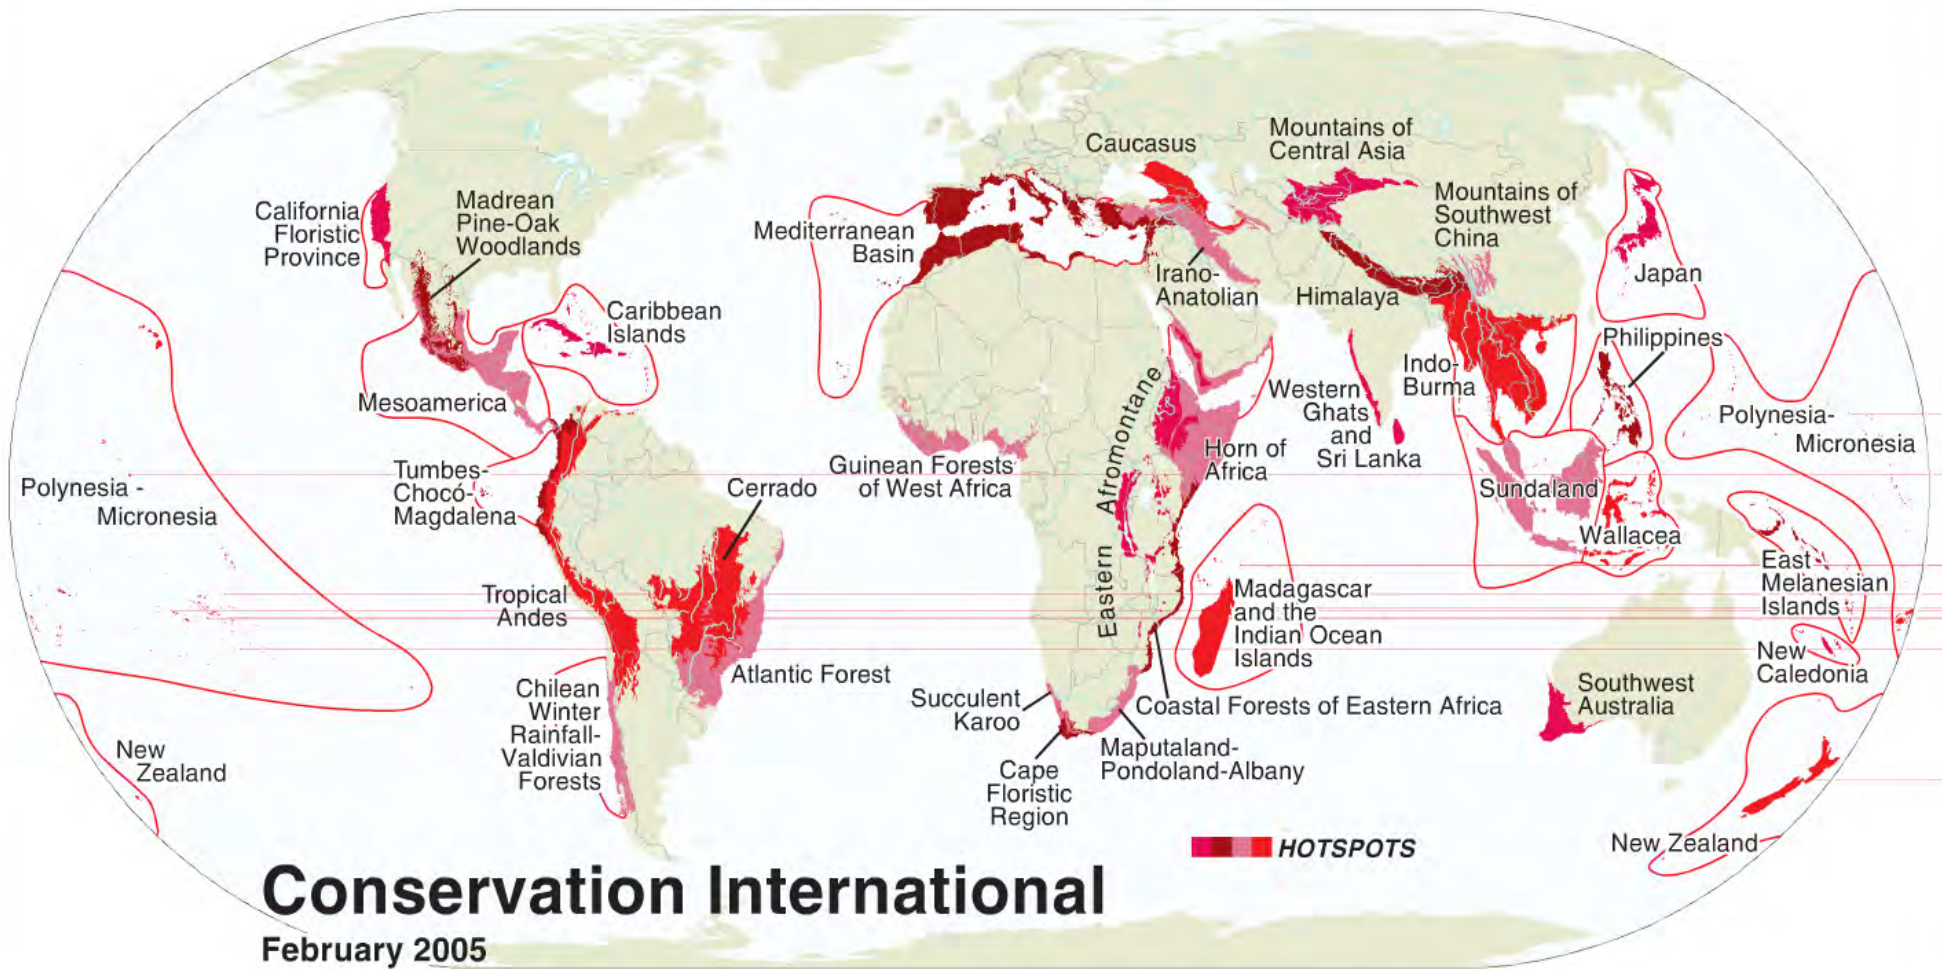 Caucasus
Mountains of
Central Asia
Mountains of
Southwest
China
California
Floristic
Province
Madrean
Pine-Oak
Woodlands
Mediterranean
Basin
Irano-
Anatolian
Himalaya
Japan
Caribbean
Islands
Philippines
Mesoamerica
Indo-
Burma
Western
Ghats
and
Sri Lanka
Polynesia-
Micronesia
Guinean Forests
of West Africa
Eastern Afromontane
Horn of
Africa
Tumbes-
Chocó-
Magdalena
Cerrado
Polynesia -
Micronesia
Sundaland
Wallacea
East
Melanesian
Islands
Tropical
Andes
Madagascar
and the
Indian Ocean
Islands
New
Caledonia
Atlantic Forest
Chilean
Winter
Rainfall-
Valdivian
Forests
Succulent
Karoo
Coastal Forests of Eastern Africa
Southwest
Australia
New
Zealand
Maputaland-
Pondoland-Albany
Cape
Floristic
Region
New Zealand
HOTSPOTS
Conservation International
February 2005